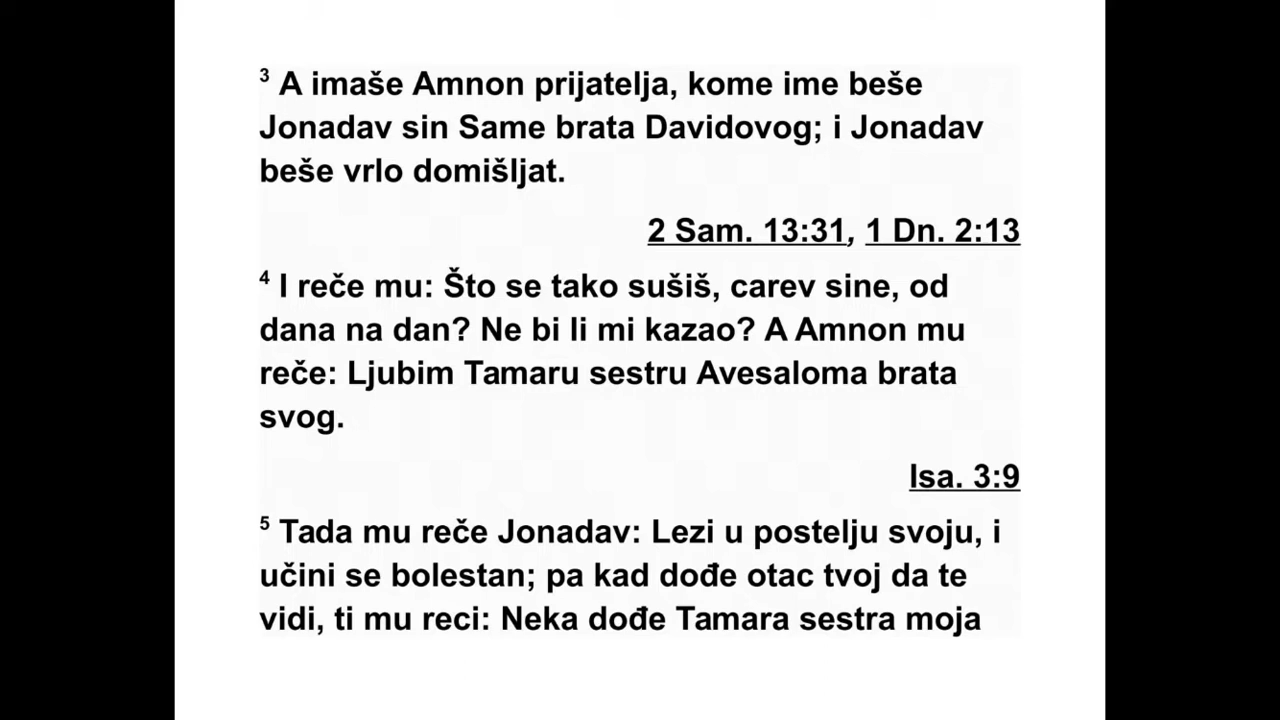 3 A imaše Amnon prijatelja, kome ime beše
Jonadav sin Same brata Davidovog; i Jonadav
beše vrlo domišljat.
2 Sam. 13:31, 1 Dn. 2:13
4 I reče mu: Što se tako sušiš, carev sine, od
dana na dan? Ne bi li mi kazao? A Amnon mu
reče: Ljubim Tamaru sestru Avesaloma brata
svog.
Isa. 3:9
5 Tada mu reče Jonadav: Lezi u postelju svoju, i
učini se bolestan; pa kad dođe otac tvoj da te
vidi, ti mu reci: Neka dođe Tamara sestra moja